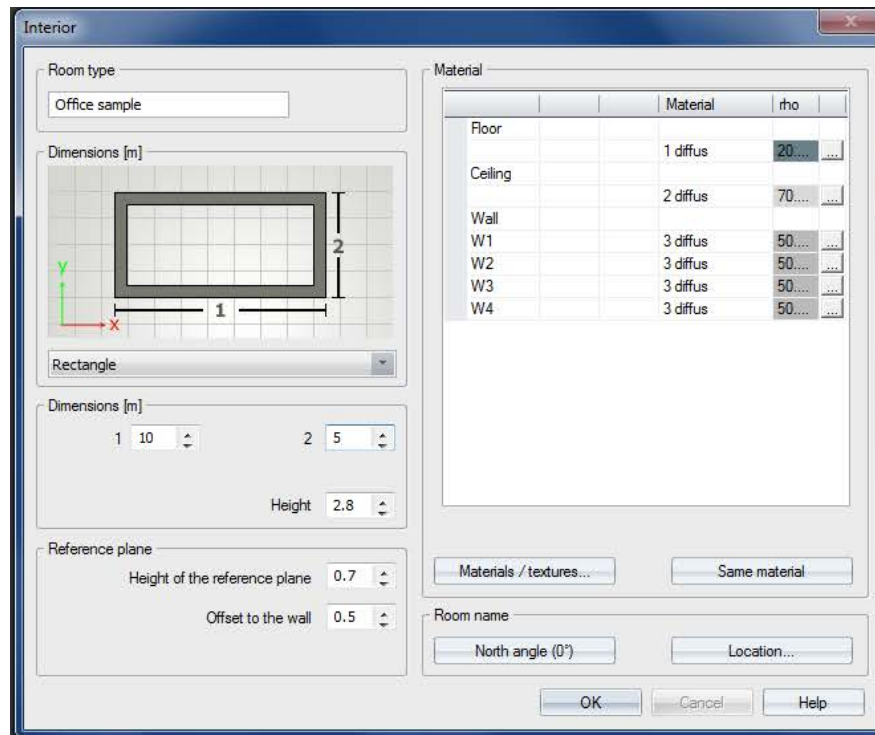 Interior
Room type
Office sample
Dimensions [m]
2
y
1
x
Rectangle
Dimensions [m]
1 10 2 5
Height 2.8
Reference plane
Height of the reference plane 0.7
Offset to the wall 0.5
Material
Material rho
Floor
1 diffus 20.... ...
Ceiling
2 diffus 70.... ...
Wall
W1 3 diffus 50.... ...
W2 3 diffus 50.... ...
W3 3 diffus 50.... ...
W4 3 diffus 50.... ...
Materials / textures... Same material
Room name
North angle (0°) Location...
OK Cancel Help